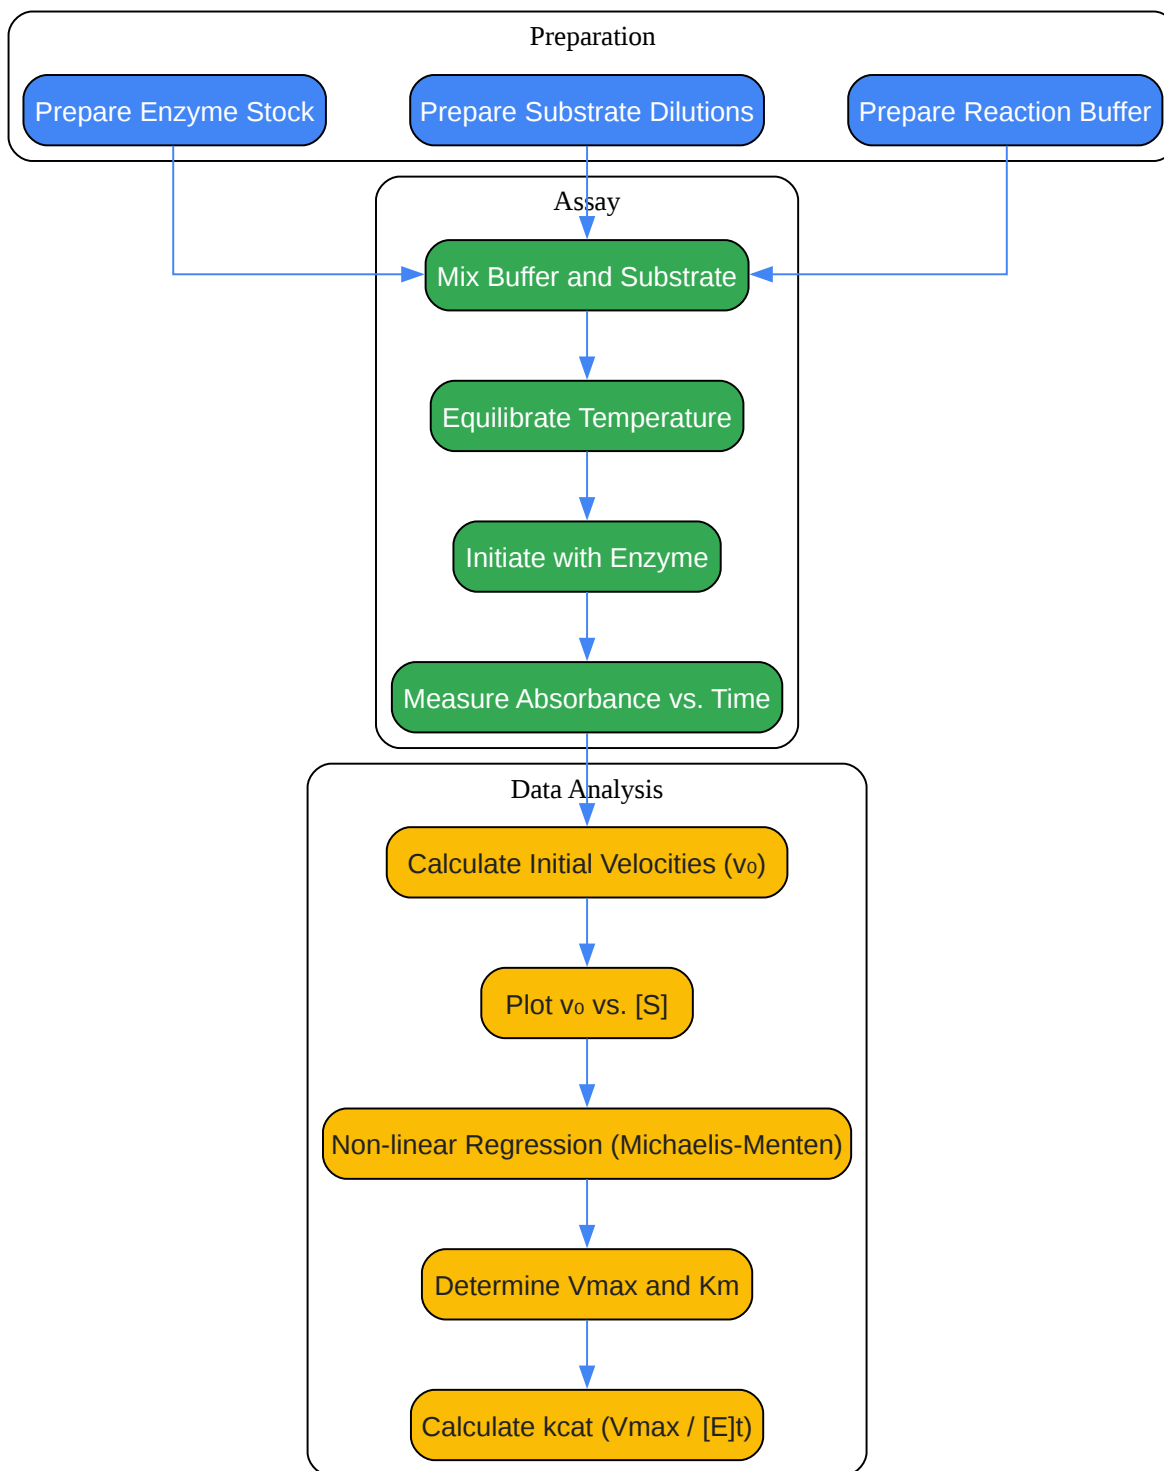 Preparation
Prepare Enzyme Stock
Prepare Substrate Dilutions
Prepare Reaction Buffer
Assay
Mix Buffer and Substrate
Equilibrate Temperature
Initiate with Enzyme
Measure Absorbance vs. Time
Data Analysis
Calculate Initial Velocities (v₀)
Plot v₀ vs. [S]
Non-linear Regression (Michaelis-Menten)
Determine Vmax and Km
Calculate kcat (Vmax / [E]t)